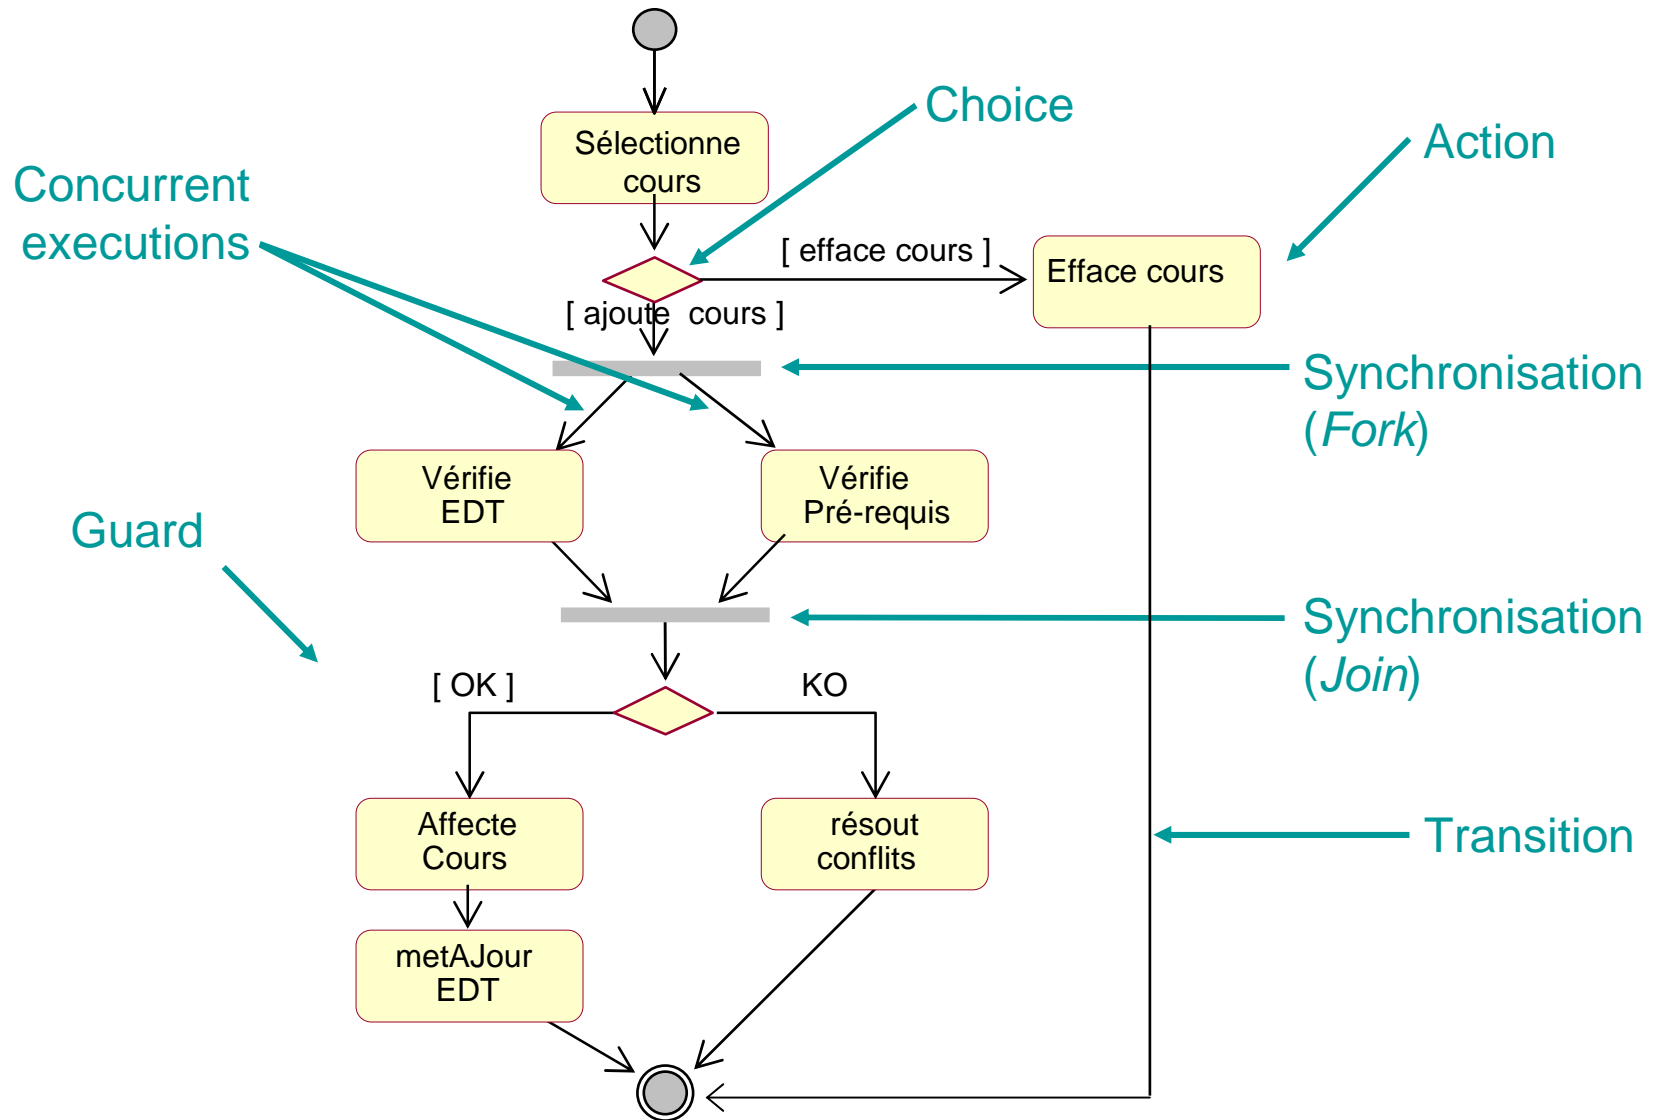 Choice
Action
Sélectionne
cours
Concurrent
executions
[ efface cours ]
Efface cours
[ ajoute cours ]
Synchronisation
(Fork)
Vérifie
EDT
Vérifie
Pré-requis
Guard
Synchronisation
(Join)
[ OK ]
KO
Affecte
Cours
résout
conflits
Transition
metAJour
EDT